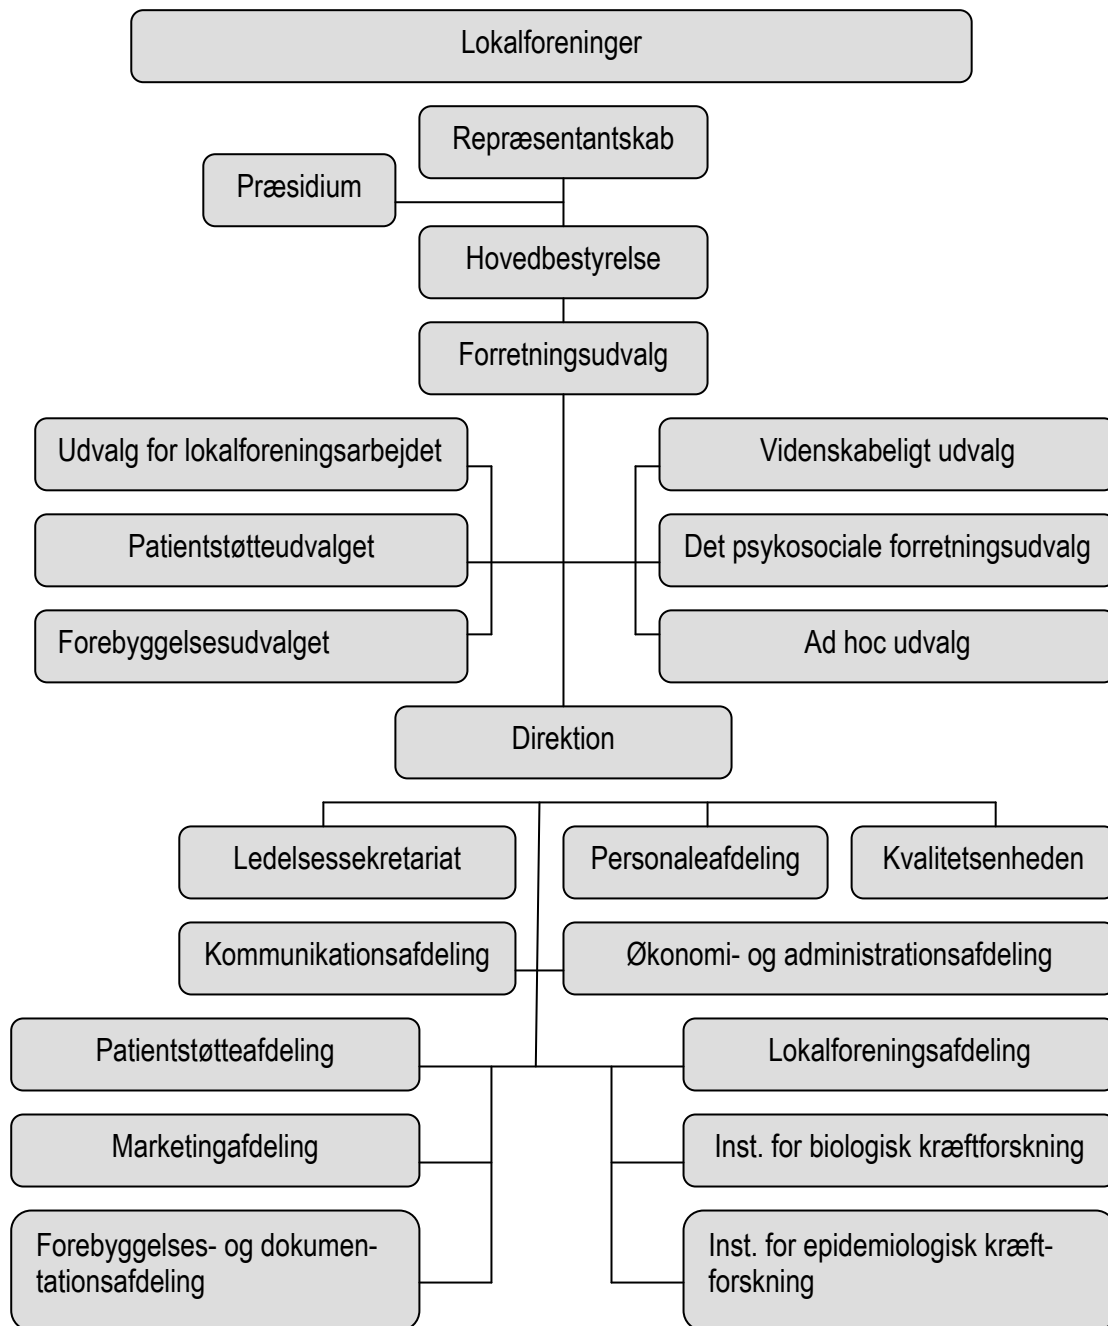 Lokalforeninger
Repræsentantskab
Præsidium
Hovedbestyrelse
Forretningsudvalg
Udvalg for lokalforeningsarbejdet
Videnskabeligt udvalg
Patientstøtteudvalget
Det psykosociale forretningsudvalg
Forebyggelsesudvalget
Ad hoc udvalg
Direktion
Ledelsessekretariat
Personaleafdeling
Kvalitetsenheden
Kommunikationsafdeling
Økonomi- og administrationsafdeling
Patientstøtteafdeling
Lokalforeningsafdeling
Marketingafdeling
Inst. for biologisk kræftforskning
Forebyggelses- og dokumen-
tationsafdeling
Inst. for epidemiologisk kræft-
forskning